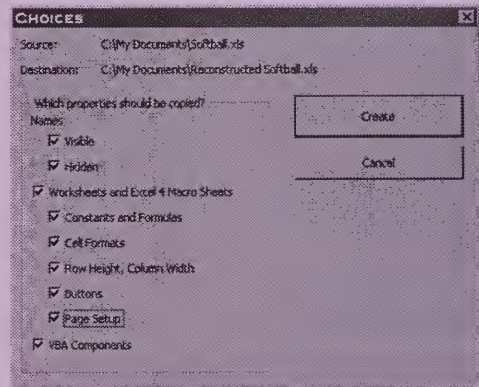 CHOICES
Source: C:\My Documents\Softball.xls
Destination: C:\My Documents\Reconstructed Softball.xls
Which properties should be copied?
Names:
Visible
Hidden
Worksheets and Excel 4 Macro Sheets
Constants and Formulas
Cell Formats
Row Height, Column Width
Buttons
Page Setup
VBA Components
Create
Cancel